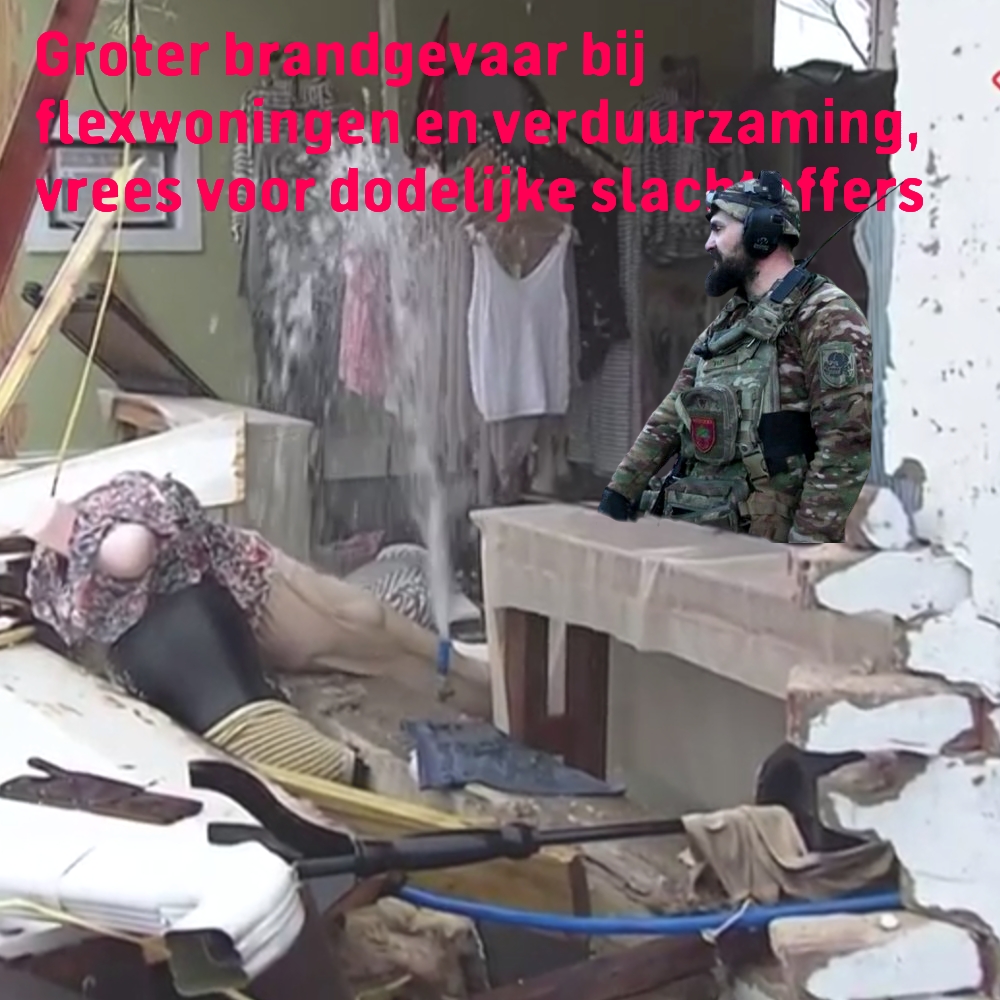 Groter brandgevaar bij
flexwoningen en verduurzaming,
vrees voor dodelijke slachtoffers